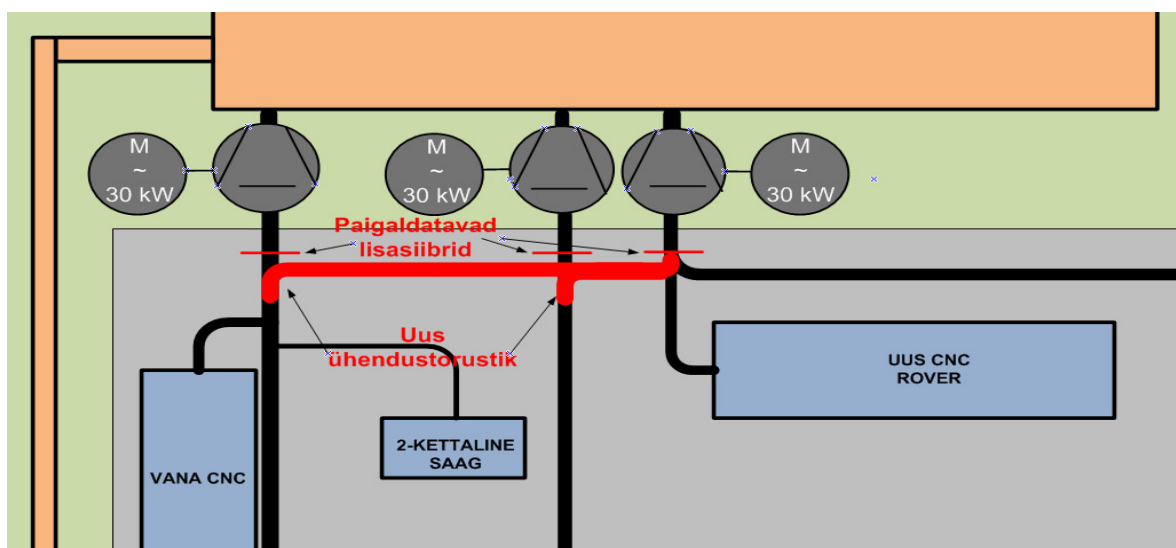 M
~
30 kW
M
~
30 kW
M
~
30 kW
Paigaldatavad
lisasiibrid
Uus
ühendustorustik
UUS CNC
ROVER
2-KETTALINE
SAAG
VANA CNC